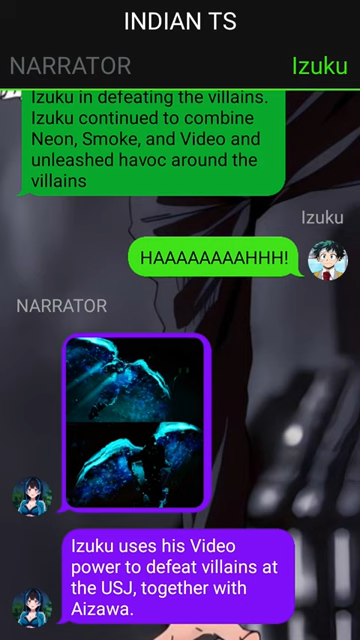 INDIAN TS
NARRATOR
Izuku
Izuku in defeating the villains.
Izuku continued to combine
Neon, Smoke, and Video and
unleashed havoc around the
villains
Izuku
HAAAAAAAAHHH!
NARRATOR
Izuku uses his Video
power to defeat villains at
the USJ, together with
Aizawa.